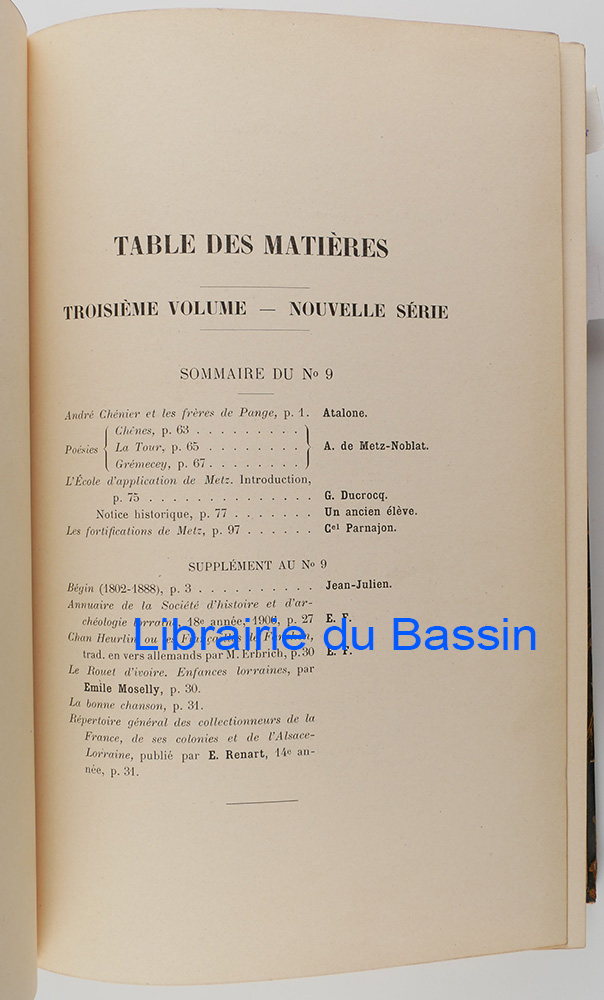 TABLE DES MATIÈRES
TROISIÈME VOLUME — NOUVELLE SÉRIE
SOMMAIRE DU No 9
André Chénier et les frères de Pange, p. 1. Atalone.
Chênes, p. 63 . . . . . . . . .
Poésies La Tour, p. 65 . . . . . . . . A. de Metz-Noblat.
Grémecey, p. 67. . . . . . . .
L'École d'application de Metz. Introduction,
p. 75 . . . . . . . . . . . . . G. Ducrocq.
Notice historique, p. 77 . . . . . . . Un ancien élève.
Les fortifications de Metz, p. 97 . . . . . . Cel Parnajon.
SUPPLÉMENT AU No 9
Bégin (1802-1888), p. 3 . . . . . . . . . . Jean-Julien.
Annuaire de la Société d'histoire et d'ar-
chéologie lorraine, 18e année, 1906, p. 27 E. F.
Librairie du Bassin
Chan Heurlin ou les Fiançailles de
trad. en vers allemands par M. Erbrich, p. 30 E. F.
Le Rouet d'ivoire. Enfances lorraines, par
Emile Moselly, p. 30.
La bonne chanson, p. 31.
Répertoire général des collectionneurs de la
France, de ses colonies et de l'Alsace-
Lorraine, publié par E. Renart, 14e an-
née, p. 31.